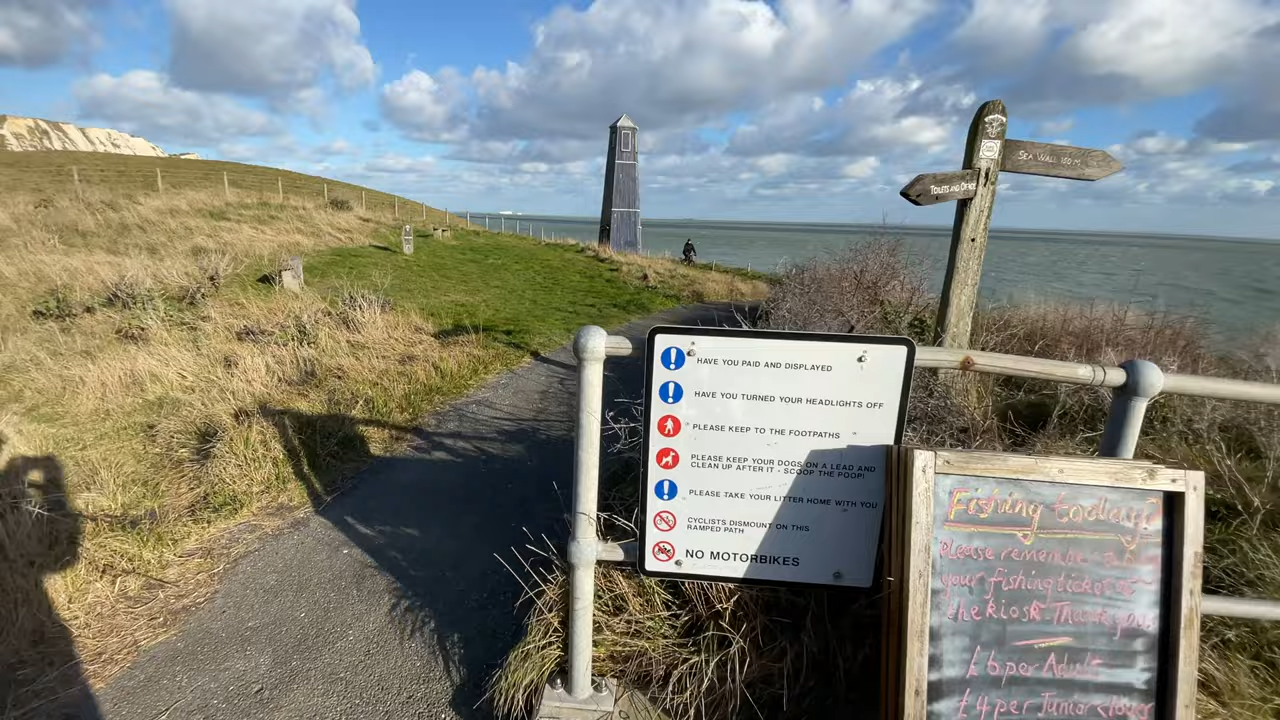 SEA WALL 150 M
TOILETS AND OFFICE
HAVE YOU PAID AND DISPLAYED
HAVE YOU TURNED YOUR HEADLIGHTS OFF
PLEASE KEEP TO THE FOOTPATHS
PLEASE KEEP YOUR DOGS ON A LEAD AND
CLEAN UP AFTER IT - SCOOP THE POOP!
PLEASE TAKE YOUR LITTER HOME WITH YOU
CYCLISTS DISMOUNT ON THIS
RAMPED PATH
NO MOTORBIKES
Fishing today?
Please remember
your fishing ticket at
the kiosk. Thank you.
£6 per Adult
£4 per Junior